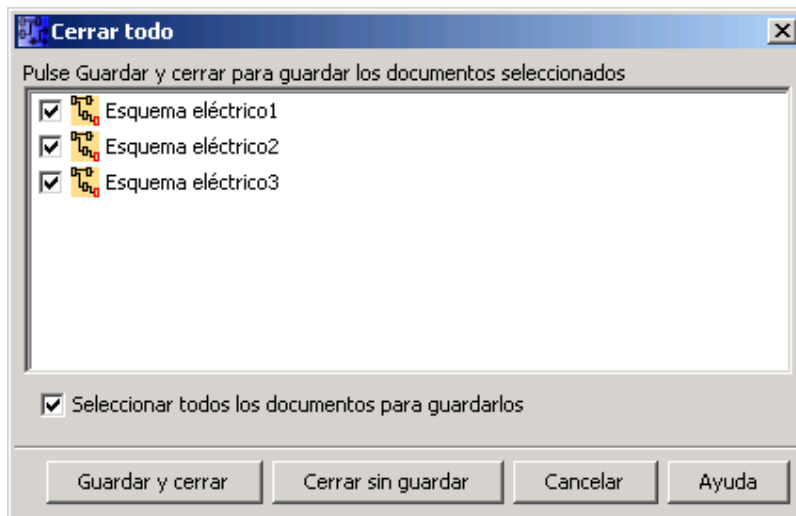 Cerrar todo
Pulse Guardar y cerrar para guardar los documentos seleccionados
Esquema eléctrico1
Esquema eléctrico2
Esquema eléctrico3
Seleccionar todos los documentos para guardarlos
Guardar y cerrar Cerrar sin guardar Cancelar Ayuda